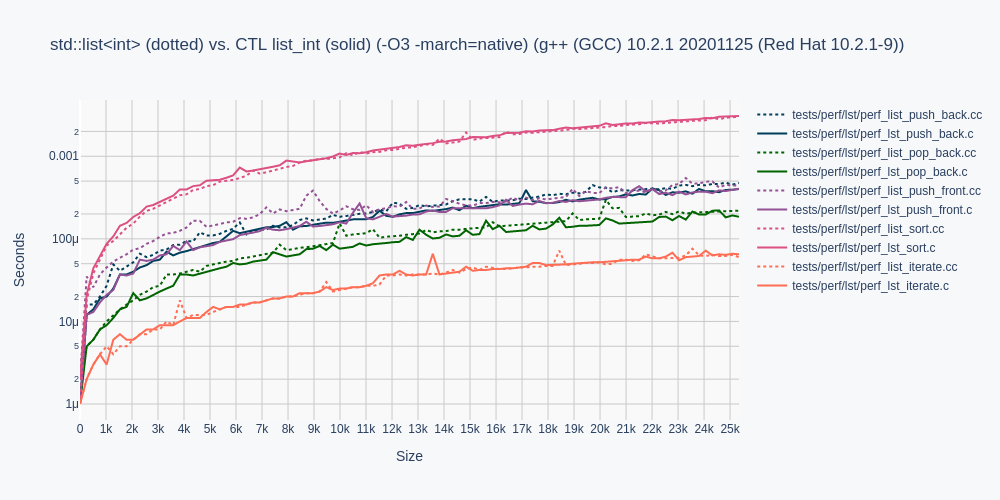 std::list<int> (dotted) vs. CTL list_int (solid) (-O3 -march=native) (g++ (GCC) 10.2.1 20201125 (Red Hat 10.2.1-9))
2
0.001
5
2
100μ
5
2
10μ
5
2
1μ
Seconds
0 1k 2k 3k 4k 5k 6k 7k 8k 9k 10k 11k 12k 13k 14k 15k 16k 17k 18k 19k 20k 21k 22k 23k 24k 25k
Size
tests/perf/lst/perf_list_push_back.cc
tests/perf/lst/perf_lst_push_back.c
tests/perf/lst/perf_list_pop_back.cc
tests/perf/lst/perf_lst_pop_back.c
tests/perf/lst/perf_list_push_front.cc
tests/perf/lst/perf_lst_push_front.c
tests/perf/lst/perf_list_sort.cc
tests/perf/lst/perf_lst_sort.c
tests/perf/lst/perf_list_iterate.cc
tests/perf/lst/perf_lst_iterate.c